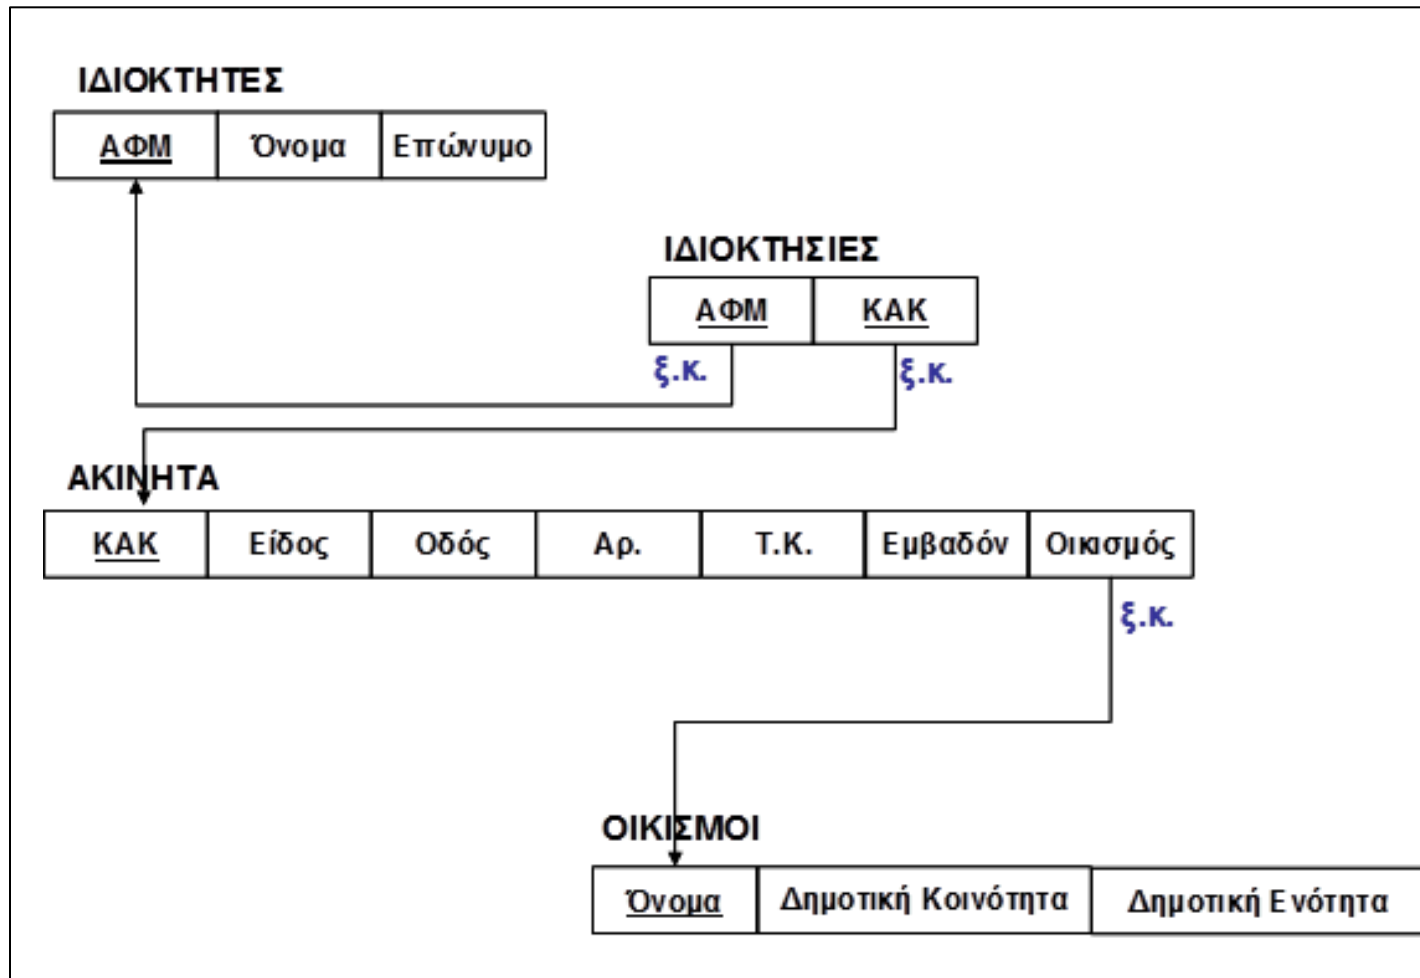 ΙΔΙΟΚΤΗΤΕΣ
ΑΦΜ Όνομα Επώνυμο
ΙΔΙΟΚΤΗΣΙΕΣ
ΑΦΜ ΚΑΚ
ξ.κ. ξ.κ.
ΑΚΙΝΗΤΑ
ΚΑΚ Είδος Οδός Αρ. Τ.Κ. Εμβαδόν Οικισμός
ξ.κ.
ΟΙΚΙΣΜΟΙ
Όνομα Δημοτική Κοινότητα Δημοτική Ενότητα